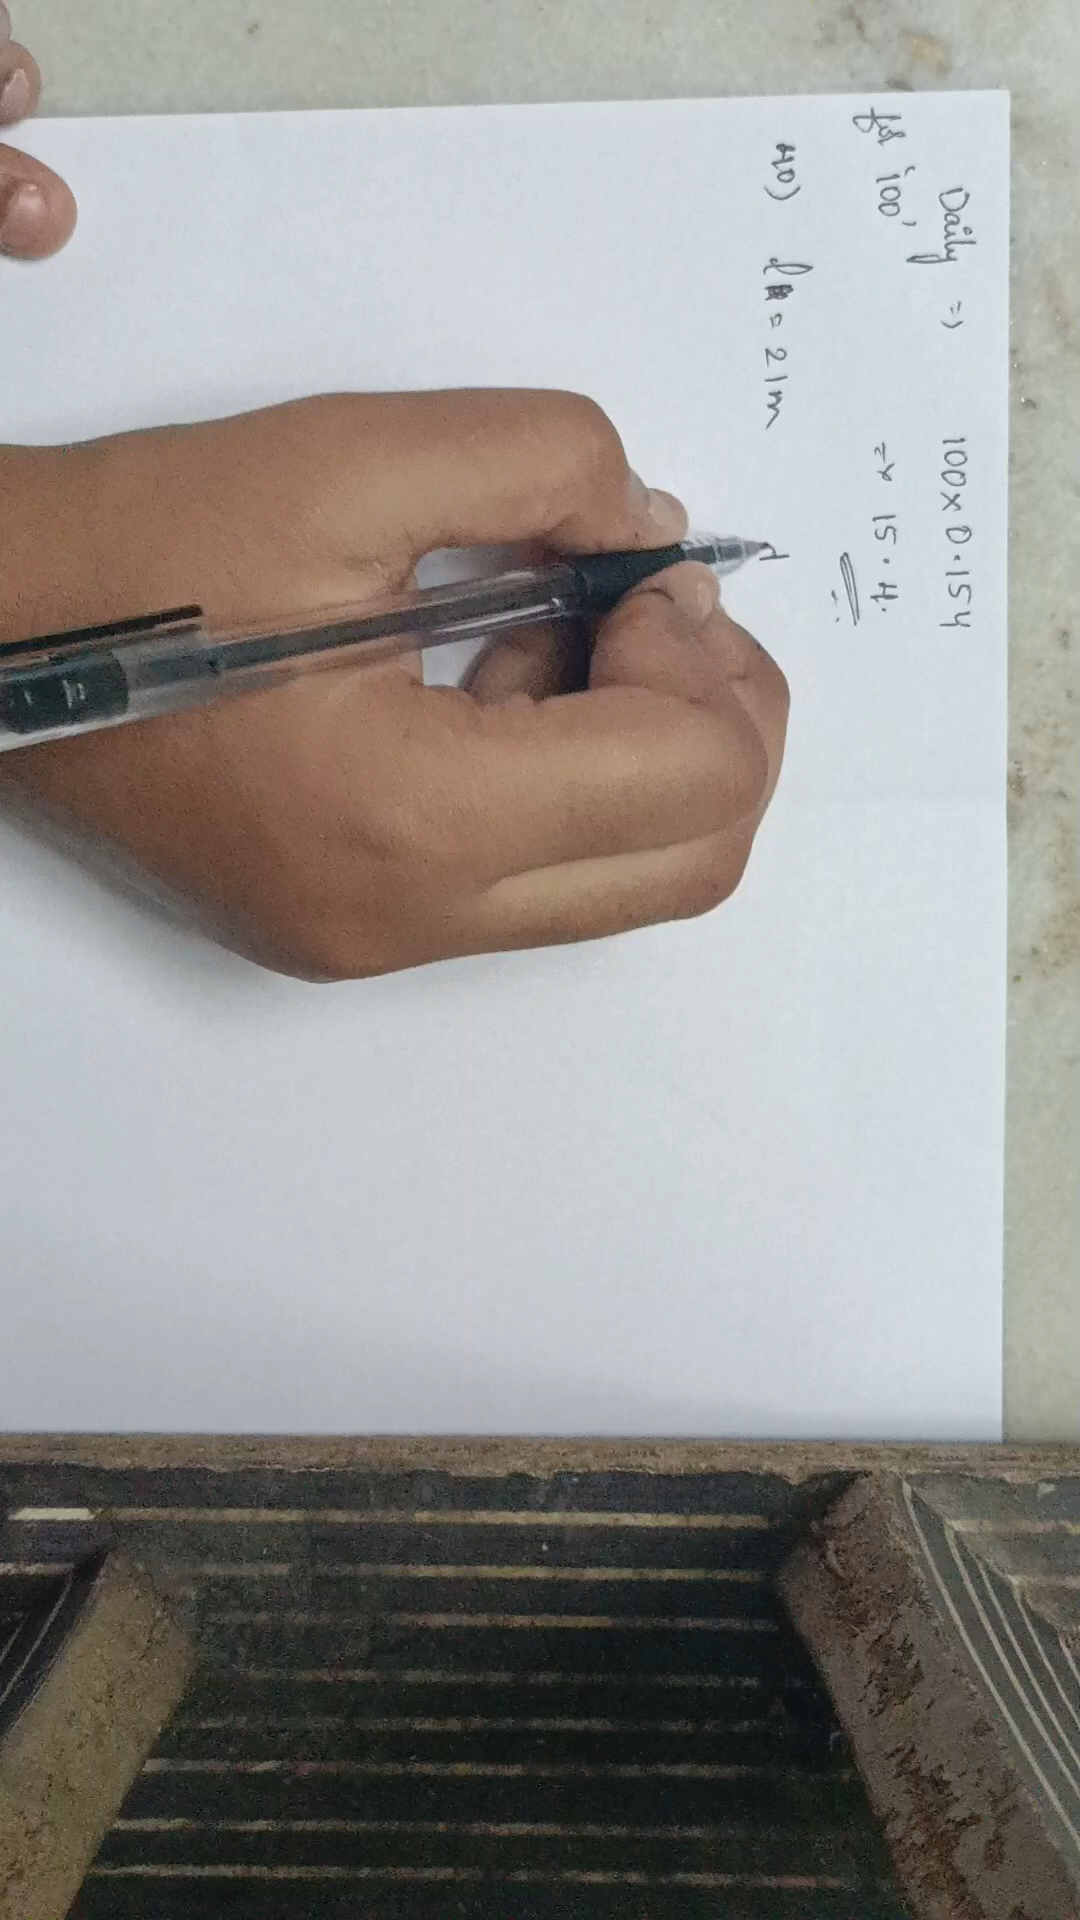 Daily => 100 x 0.154
for '100' => 15.4.
40) l = 21m d